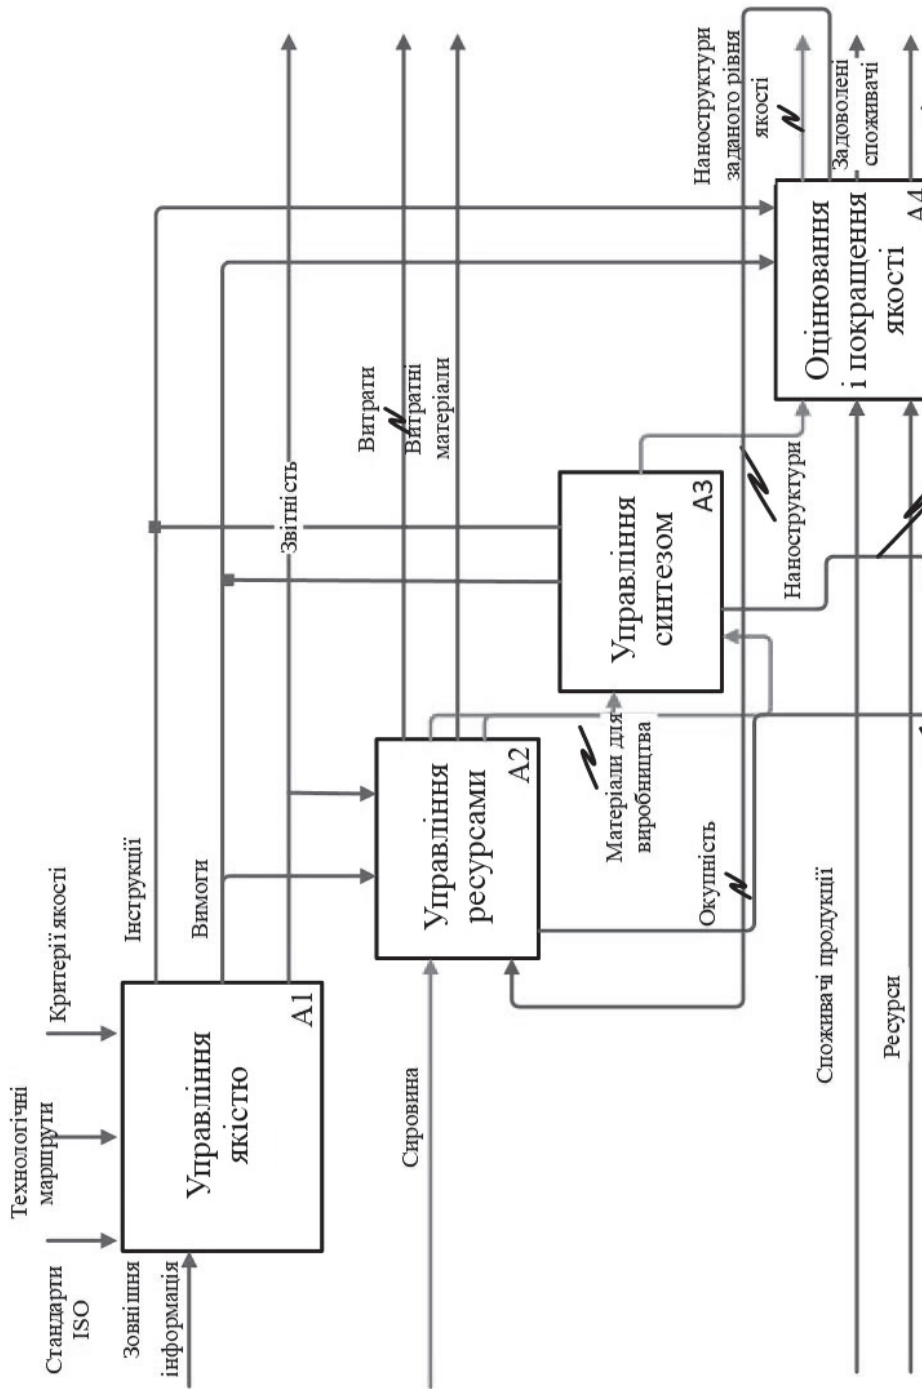 Стандарти
ISO
Технологічні
маршрути
Критерії якості
Зовнішня
інформація
Управління
якістю
A1
Інструкції
Вимоги
Звітність
Сировина
Управління
ресурсами
A2
Витрати
Витратні
матеріали
Матеріали для
виробництва
Окупність
Управління
синтезом
A3
Наноструктури
Наноструктури
заданого рівня
якості
Задоволені
споживачі
Оцінювання
і покращення
якості
A4
Споживачі продукції
Ресурси